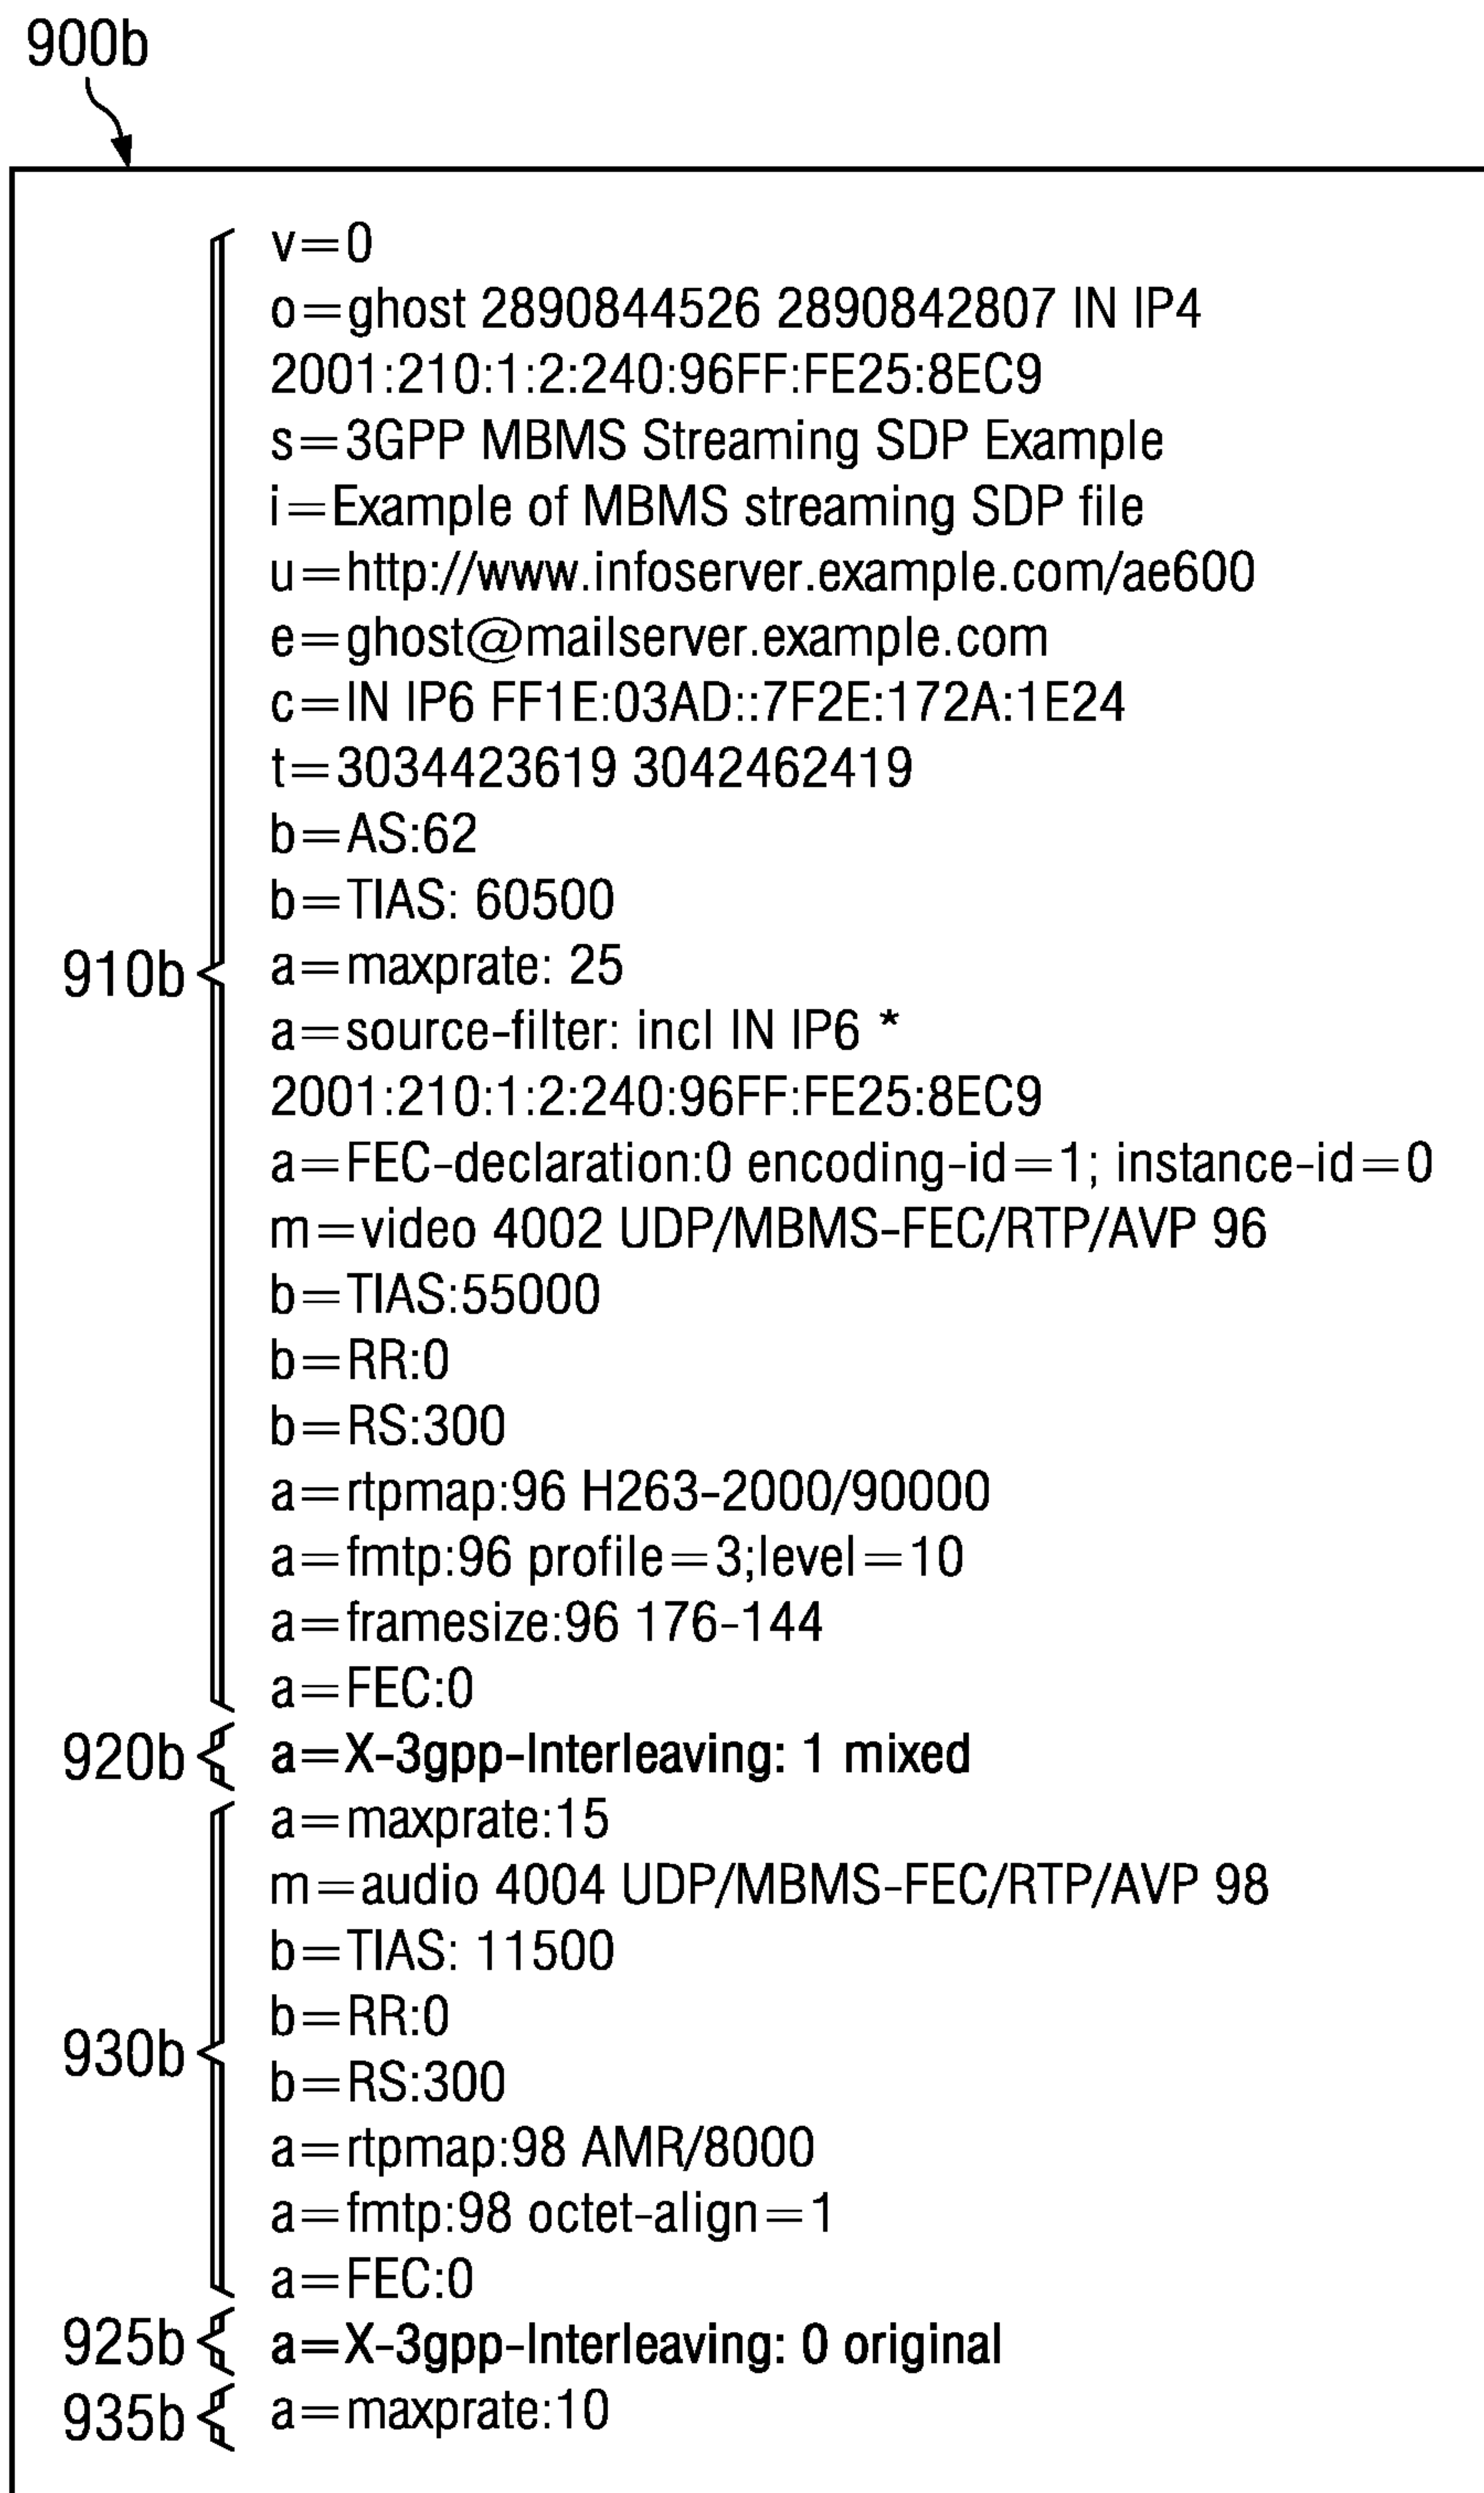 900b
v=0
o=ghost 2890844526 2890842807 IN IP4
2001:210:1:2:240:96FF:FE25:8EC9
s=3GPP MBMS Streaming SDP Example
i=Example of MBMS streaming SDP file
u=http://www.infoserver.example.com/ae600
e=ghost@mailserver.example.com
c=IN IP6 FF1E:03AD::7F2E:172A:1E24
t=3034423619 3042462419
b=AS:62
b=TIAS: 60500
910b a=maxprate: 25
a=source-filter: incl IN IP6 *
2001:210:1:2:240:96FF:FE25:8EC9
a=FEC-declaration:0 encoding-id=1; instance-id=0
m=video 4002 UDP/MBMS-FEC/RTP/AVP 96
b=TIAS:55000
b=RR:0
b=RS:300
a=rtpmap:96 H263-2000/90000
a=fmtp:96 profile=3;level=10
a=framesize:96 176-144
a=FEC:0
920b a=X-3gpp-Interleaving: 1 mixed
a=maxprate:15
m=audio 4004 UDP/MBMS-FEC/RTP/AVP 98
b=TIAS: 11500
b=RR:0
930b b=RS:300
a=rtpmap:98 AMR/8000
a=fmtp:98 octet-align=1
a=FEC:0
925b a=X-3gpp-Interleaving: 0 original
935b a=maxprate:10